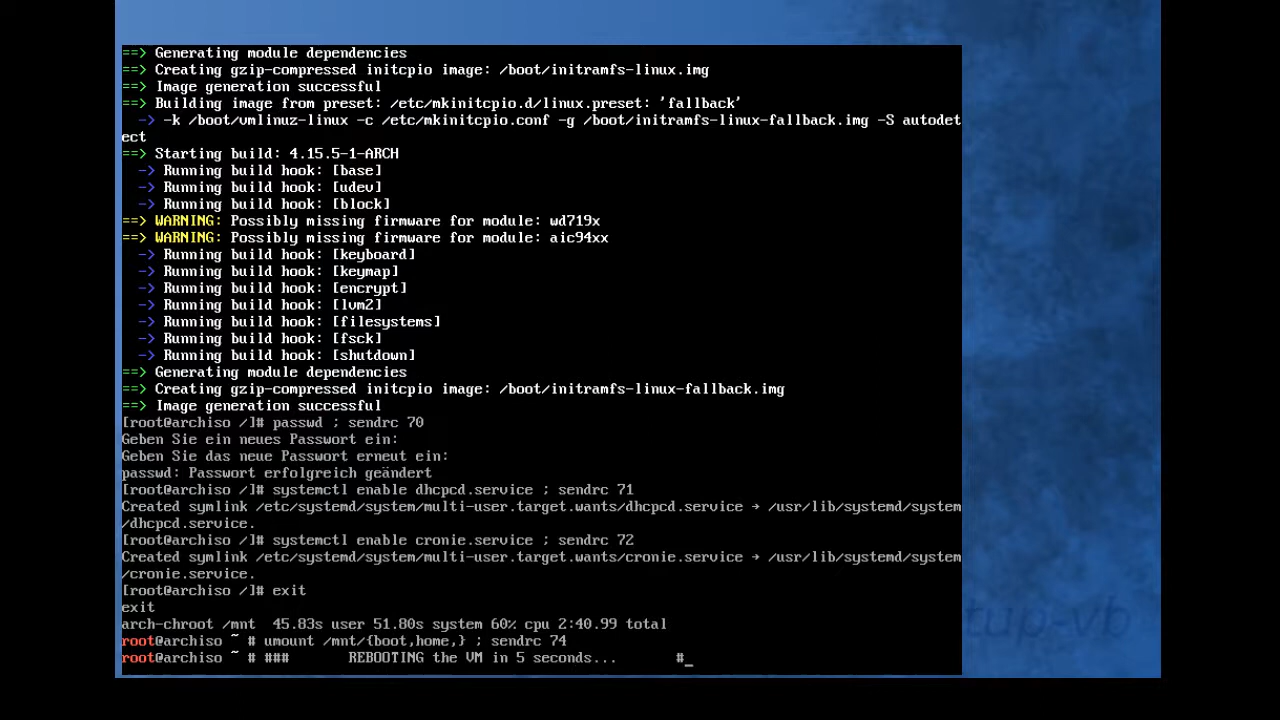 ==> Generating module dependencies
==> Creating gzip-compressed initcpio image: /boot/initramfs-linux.img
==> Image generation successful
==> Building image from preset: /etc/mkinitcpio.d/linux.preset: 'fallback'
  -> -k /boot/vmlinuz-linux -c /etc/mkinitcpio.conf -g /boot/initramfs-linux-fallback.img -S autodet
ect
==> Starting build: 4.15.5-1-ARCH
  -> Running build hook: [base]
  -> Running build hook: [udev]
  -> Running build hook: [block]
==> WARNING: Possibly missing firmware for module: wd719x
==> WARNING: Possibly missing firmware for module: aic94xx
  -> Running build hook: [keyboard]
  -> Running build hook: [keymap]
  -> Running build hook: [encrypt]
  -> Running build hook: [lvm2]
  -> Running build hook: [filesystems]
  -> Running build hook: [fsck]
  -> Running build hook: [shutdown]
==> Generating module dependencies
==> Creating gzip-compressed initcpio image: /boot/initramfs-linux-fallback.img
==> Image generation successful
[root@archiso /]# passwd ; sendrc 70
Geben Sie ein neues Passwort ein:
Geben Sie das neue Passwort erneut ein:
passwd: Passwort erfolgreich geändert
[root@archiso /]# systemctl enable dhcpcd.service ; sendrc 71
Created symlink /etc/systemd/system/multi-user.target.wants/dhcpcd.service → /usr/lib/systemd/system
/dhcpcd.service.
[root@archiso /]# systemctl enable cronie.service ; sendrc 72
Created symlink /etc/systemd/system/multi-user.target.wants/cronie.service → /usr/lib/systemd/system
/cronie.service.
[root@archiso /]# exit
exit
arch-chroot /mnt  45.83s user 51.80s system 60% cpu 2:40.99 total
root@archiso ~ # umount /mnt/{boot,home,} ; sendrc 74
root@archiso ~ # ###       REBOOTING the VM in 5 seconds...       #_
tup-vb